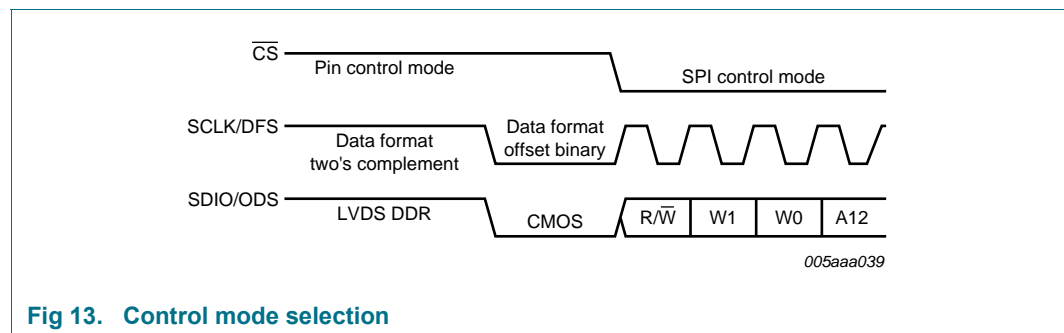 C̅S̅
Pin control mode
SPI control mode
SCLK/DFS
Data format
two's complement
Data format
offset binary
SDIO/ODS
LVDS DDR
CMOS
R/W̅
W1
W0
A12
005aaa039
Fig 13. Control mode selection